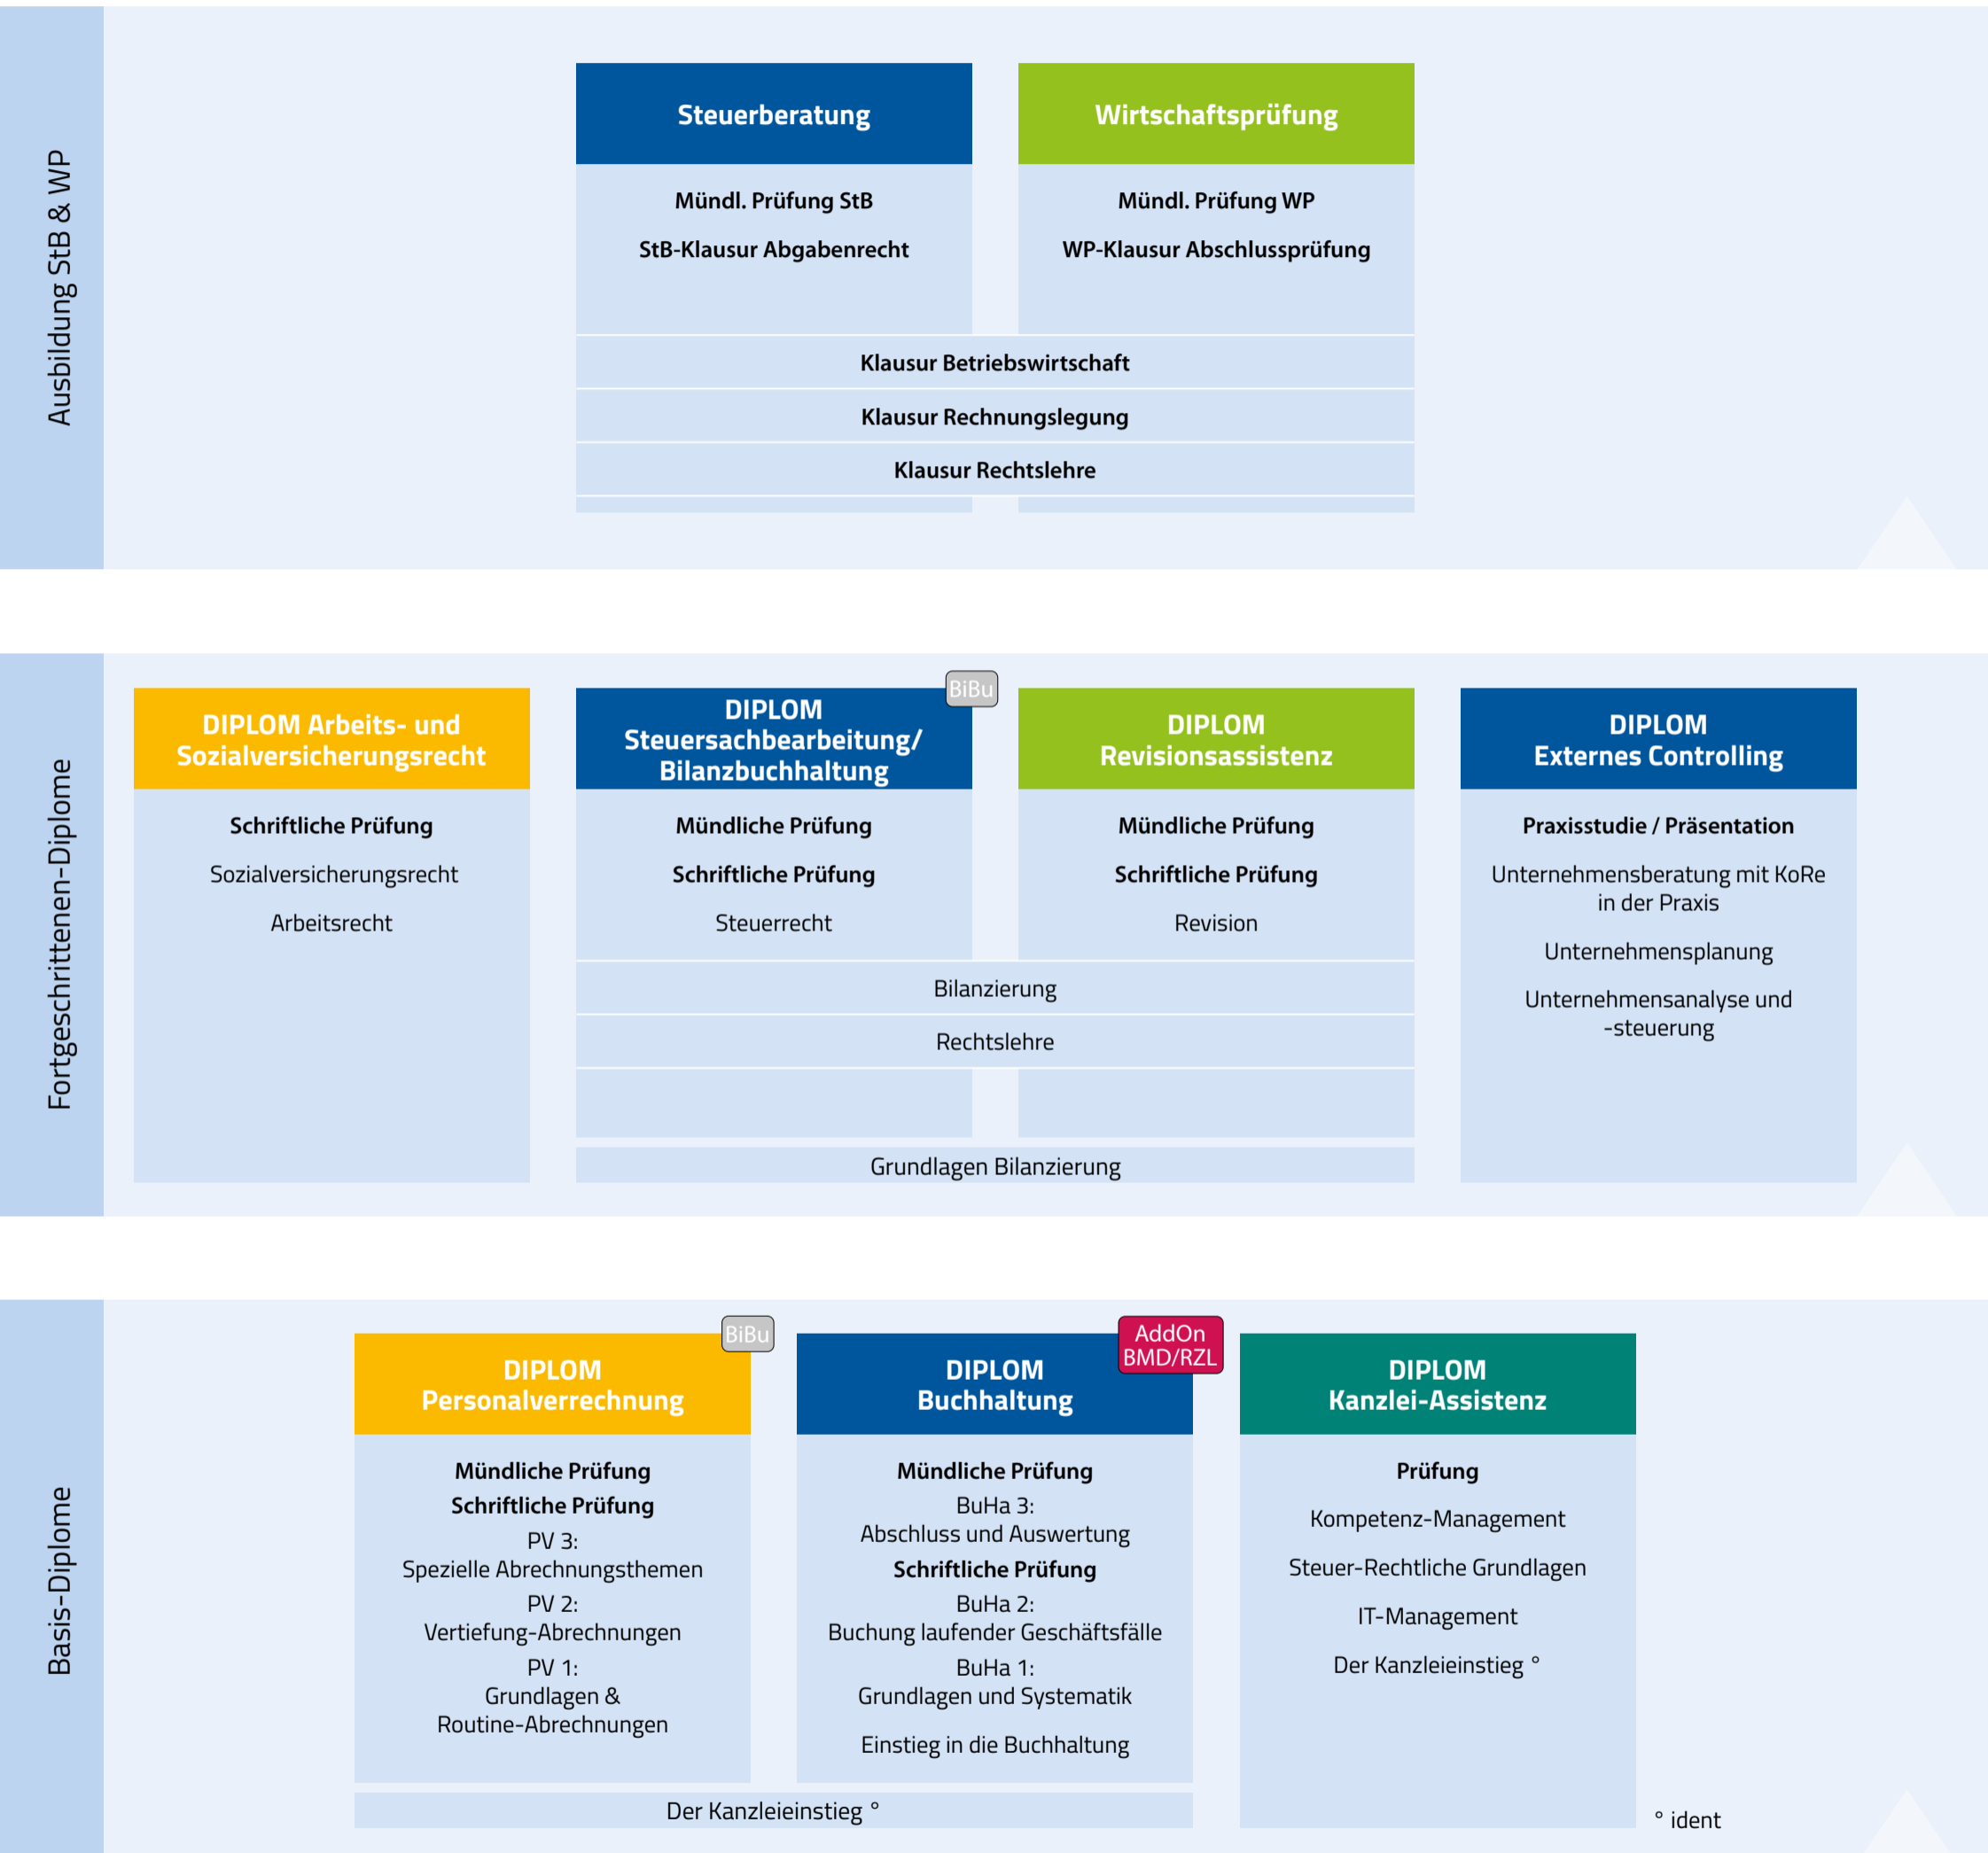 Ausbildung StB & WP
Steuerberatung
Mündl. Prüfung StB
StB-Klausur Abgabenrecht
Wirtschaftsprüfung
Mündl. Prüfung WP
WP-Klausur Abschlussprüfung
Klausur Betriebswirtschaft
Klausur Rechnungslegung
Klausur Rechtslehre
Fortgeschrittenen-Diplome
DIPLOM Arbeits- und
Sozialversicherungsrecht
Schriftliche Prüfung
Sozialversicherungsrecht
Arbeitsrecht
BiBu
DIPLOM
Steuersachbearbeitung/
Bilanzbuchhaltung
Mündliche Prüfung
Schriftliche Prüfung
Steuerrecht
DIPLOM
Revisionsassistenz
Mündliche Prüfung
Schriftliche Prüfung
Revision
Bilanzierung
Rechtslehre
Grundlagen Bilanzierung
DIPLOM
Externes Controlling
Praxisstudie / Präsentation
Unternehmensberatung mit KoRe
in der Praxis
Unternehmensplanung
Unternehmensanalyse und
-steuerung
Basis-Diplome
BiBu
DIPLOM
Personalverrechnung
Mündliche Prüfung
Schriftliche Prüfung
PV 3:
Spezielle Abrechnungsthemen
PV 2:
Vertiefung-Abrechnungen
PV 1:
Grundlagen &
Routine-Abrechnungen
AddOn
BMD/RZL
DIPLOM
Buchhaltung
Mündliche Prüfung
BuHa 3:
Abschluss und Auswertung
Schriftliche Prüfung
BuHa 2:
Buchung laufender Geschäftsfälle
BuHa 1:
Grundlagen und Systematik
Einstieg in die Buchhaltung
Der Kanzleieinstieg °
DIPLOM
Kanzlei-Assistenz
Prüfung
Kompetenz-Management
Steuer-Rechtliche Grundlagen
IT-Management
Der Kanzleieinstieg °
° ident